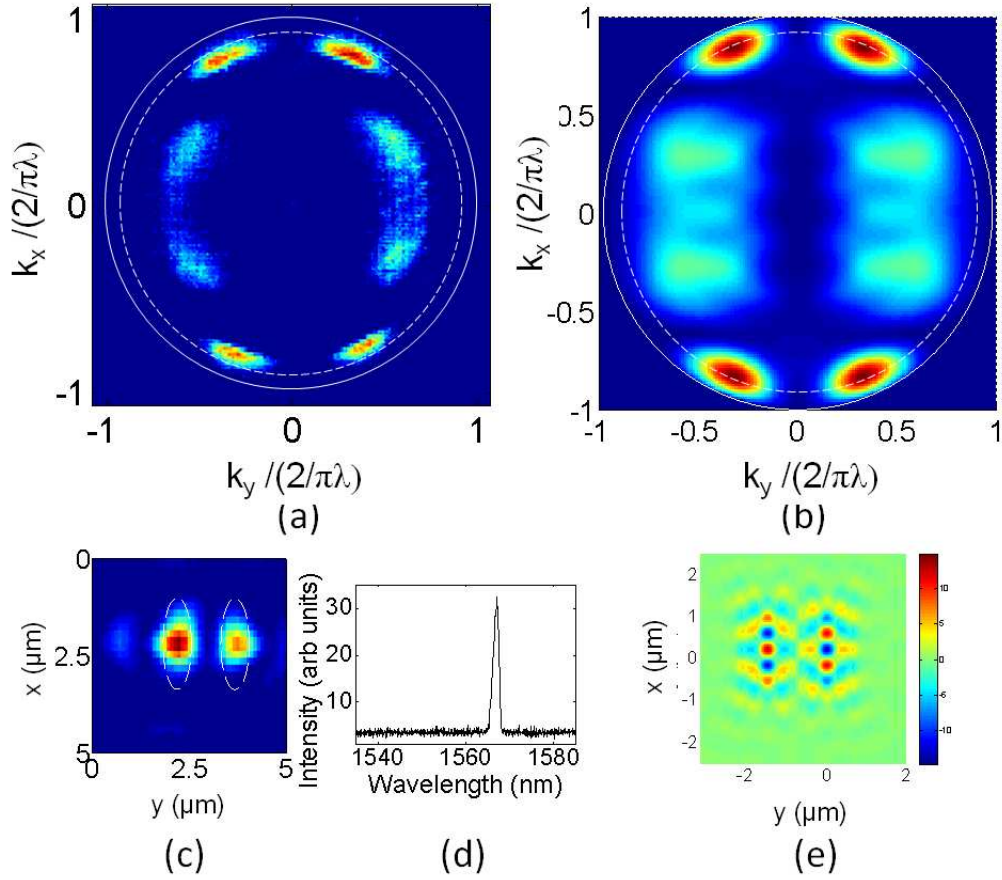 1
0
-1
-1
0
1
k_x /(2/πλ)
k_y /(2/πλ)
(a)
1
0.5
0
-0.5
-1
-1
-0.5
0
0.5
1
k_x /(2/πλ)
k_y /(2/πλ)
(b)
0
2.5
5
0
2.5
5
x (μm)
y (μm)
(c)
30
20
10
1540
1560
1580
Intensity (arb units)
Wavelength (nm)
(d)
2
1
0
-1
-2
-2
0
2
x (μm)
y (μm)
10
5
0
-5
-10
(e)